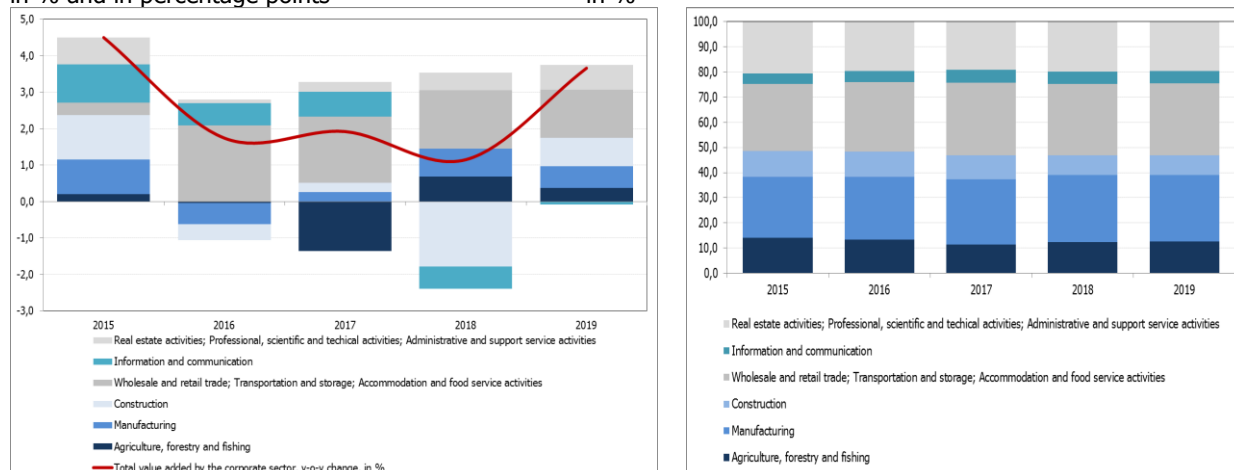 in % and in percentage points
in %
5,0
4,0
3,0
2,0
1,0
0,0
-1,0
-2,0
-3,0
2015 2016 2017 2018 2019
Real estate activities; Professional, scientific and techical activities; Administrative and support service activities
Information and communication
Wholesale and retail trade; Transportation and storage; Accommodation and food service activities
Construction
Manufacturing
Agriculture, forestry and fishing
Total value added by the corporate sector, y-o-y change, in %
100,0
90,0
80,0
70,0
60,0
50,0
40,0
30,0
20,0
10,0
0,0
2015 2016 2017 2018 2019
Real estate activities; Professional, scientific and techical activities; Administrative and support service activities
Information and communication
Wholesale and retail trade; Transportation and storage; Accommodation and food service activities
Construction
Manufacturing
Agriculture, forestry and fishing